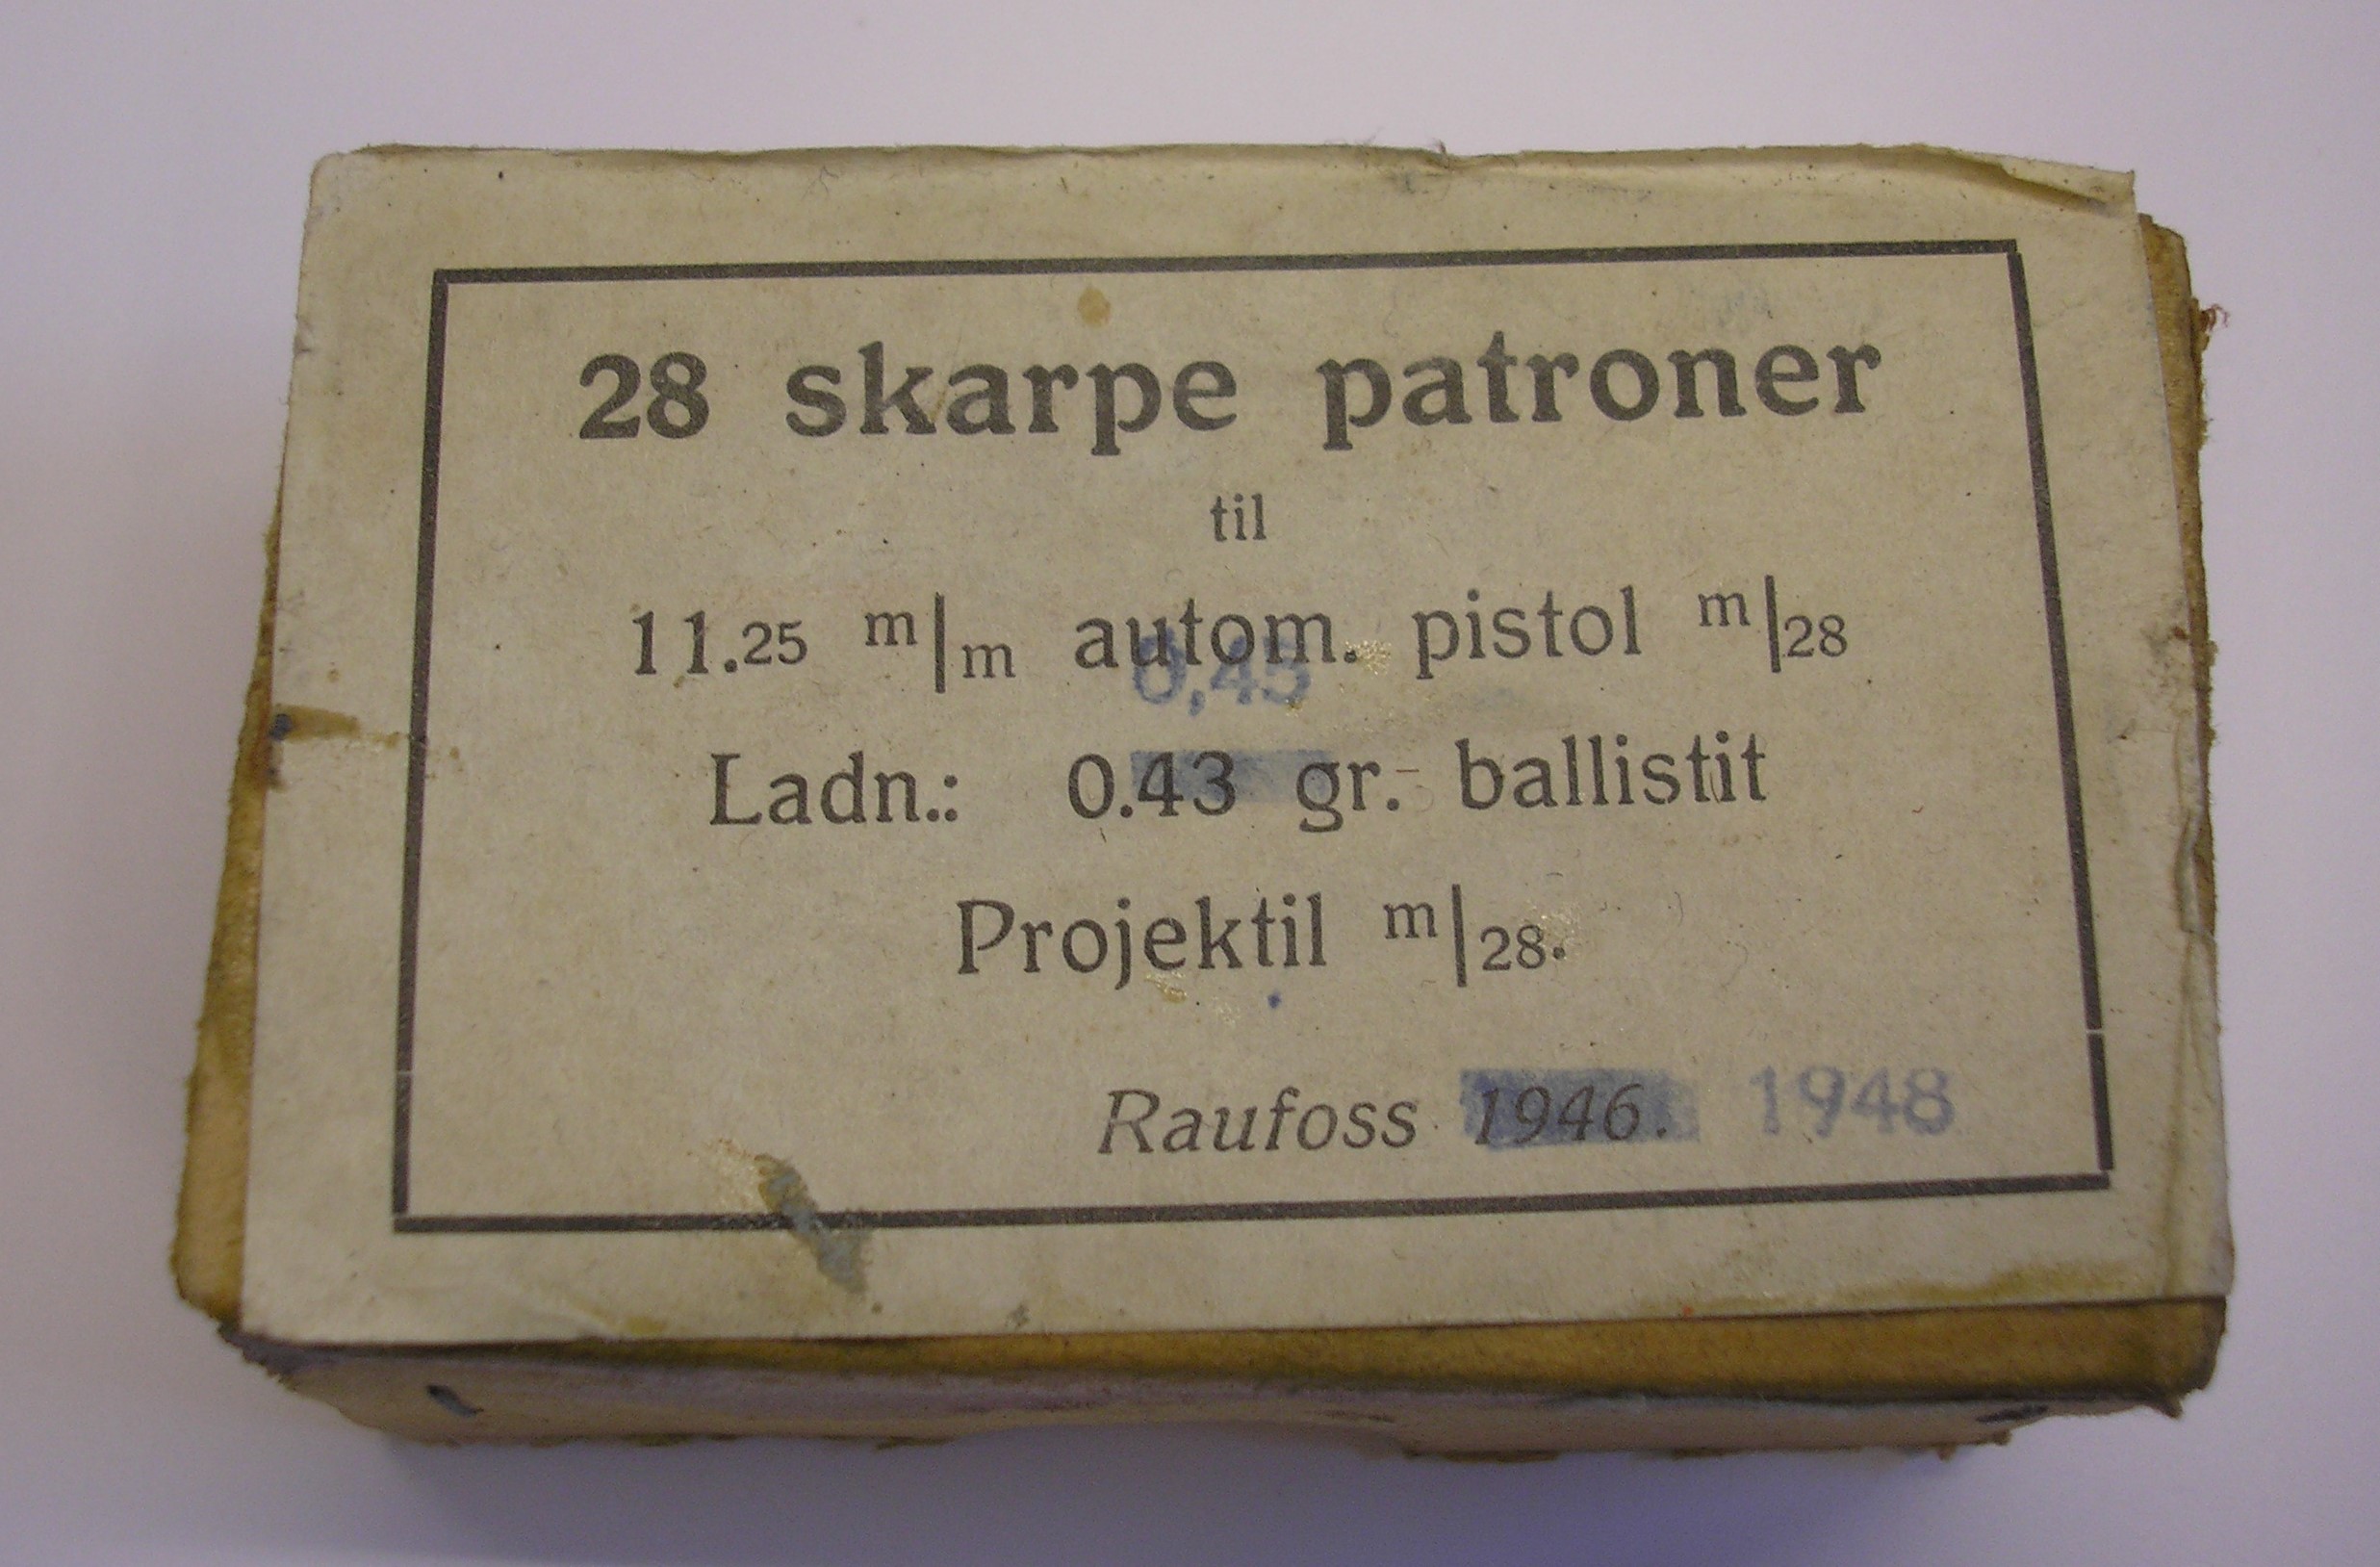 28 skarpe patroner
til
11.25 m/m autom. pistol m/28
0,45
Ladn.: 0.43 gr. ballistit
Projektil m/28.
Raufoss 1946. 1948